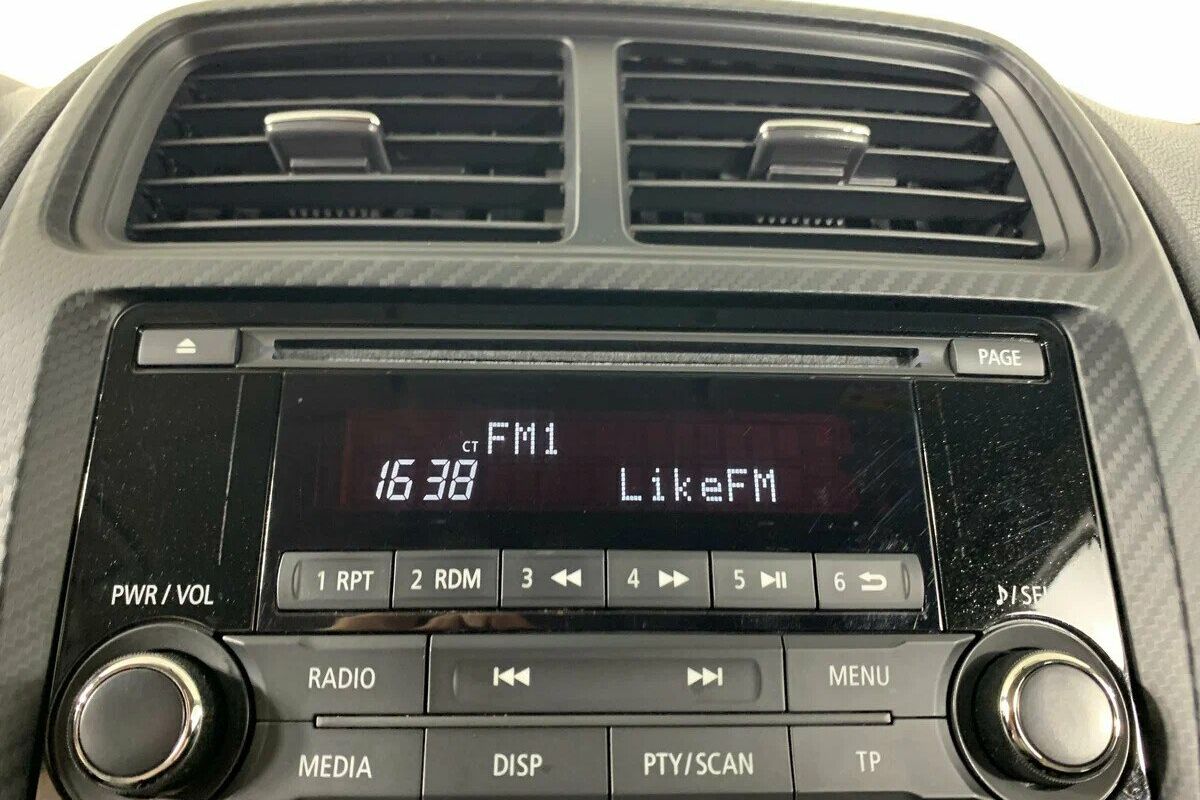 PAGE
CT FM1
16 38 LikeFM
1 RPT 2 RDM 3 4 5 6
PWR / VOL
RADIO MENU
MEDIA DISP PTY/SCAN TP